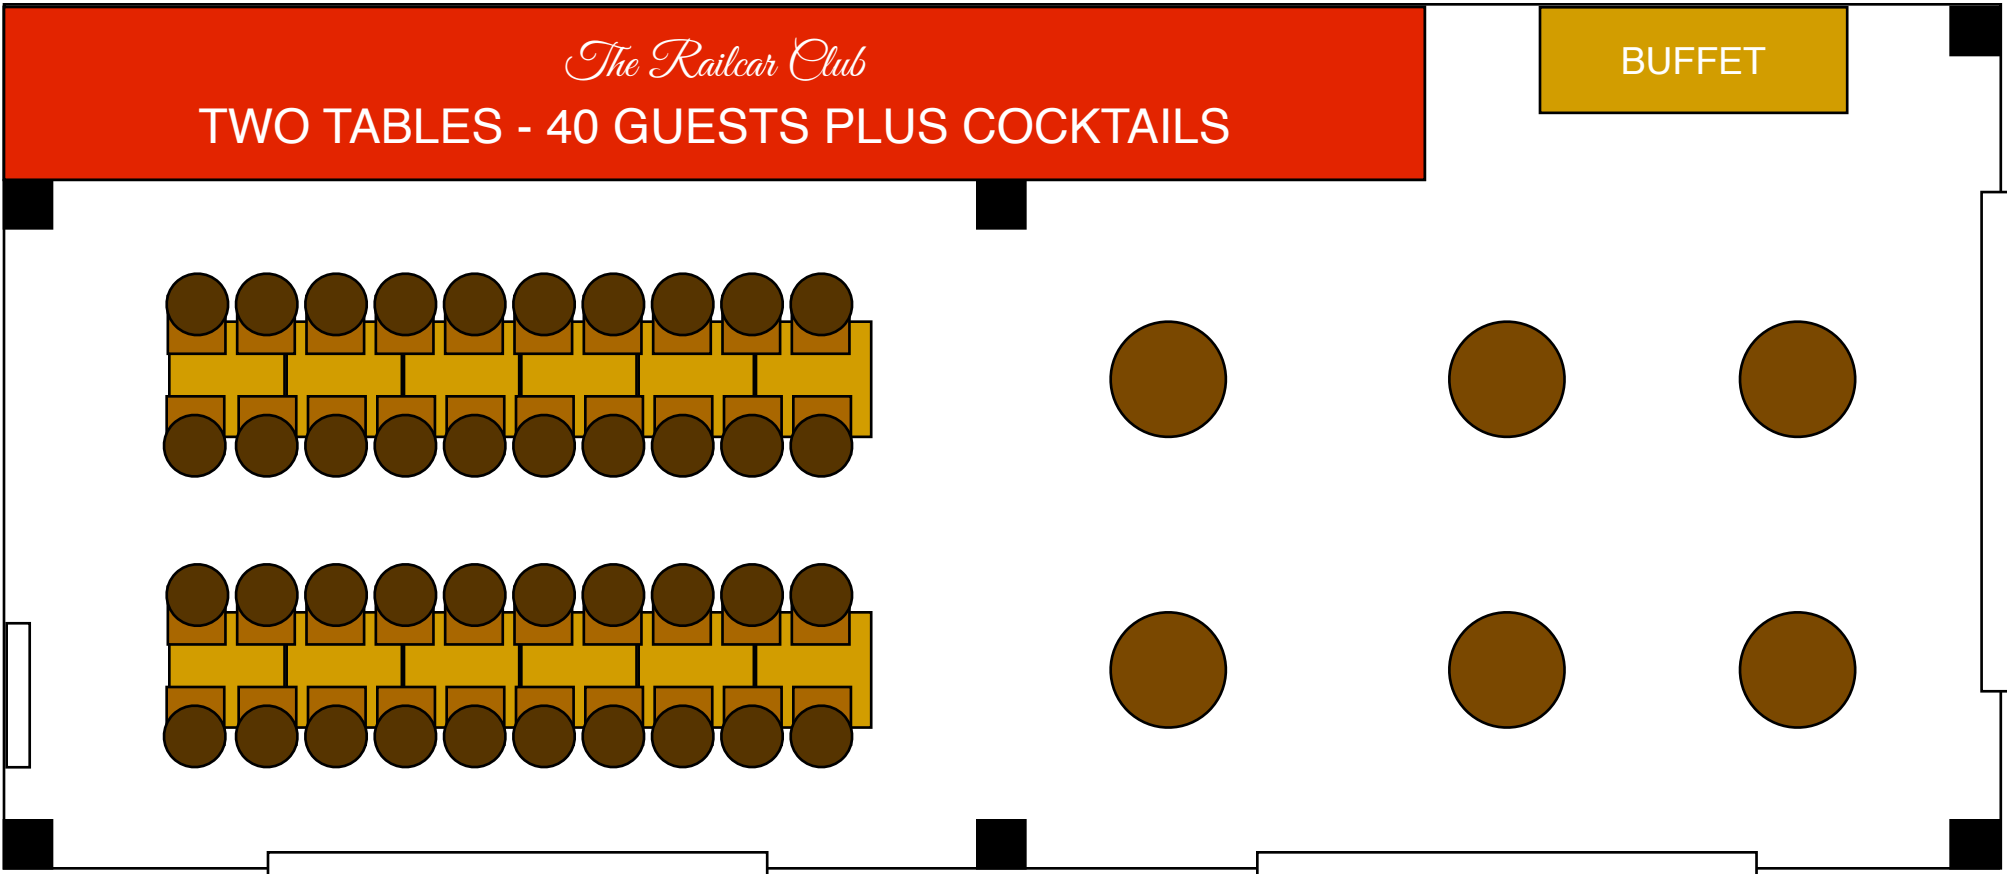 The Railcar Club
TWO TABLES - 40 GUESTS PLUS COCKTAILS
BUFFET